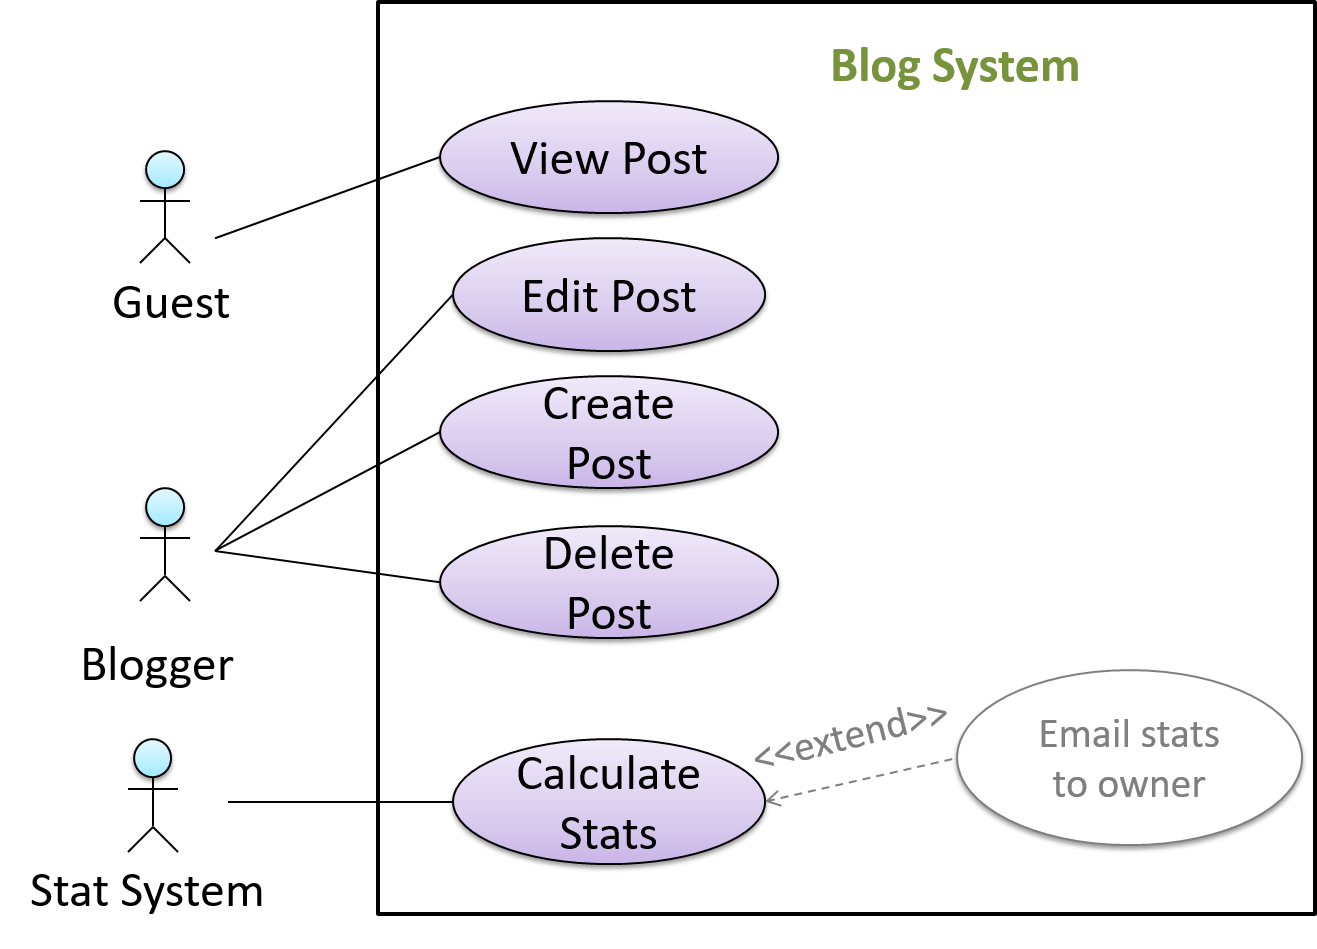 Blog System
View Post
Guest
Edit Post
Create
Post
Delete
Post
Blogger
<<extend>>
Email stats
to owner
Calculate
Stats
Stat System